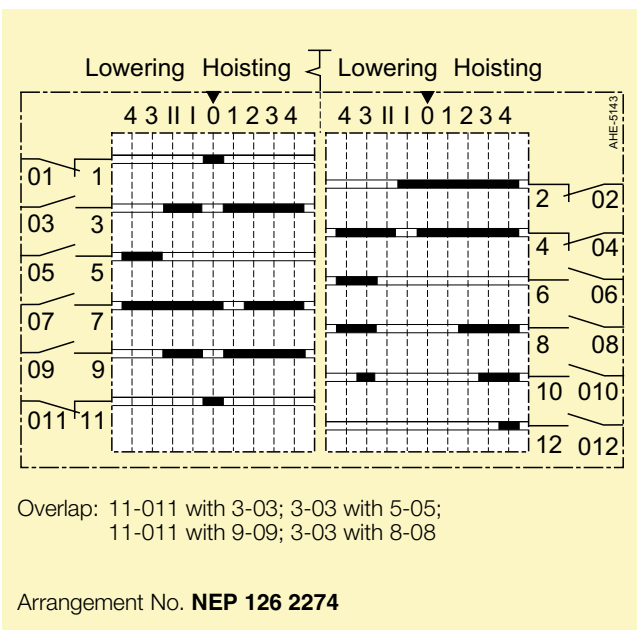 Lowering Hoisting Lowering Hoisting
4 3 II I 0 1 2 3 4 4 3 II I 0 1 2 3 4
AHE-5143
01 1
2 02
03 3
4 04
05 5
6 06
07 7
8 08
09 9
10 010
011 11
12 012
Overlap: 11-011 with 3-03; 3-03 with 5-05;
11-011 with 9-09; 3-03 with 8-08
Arrangement No. NEP 126 2274